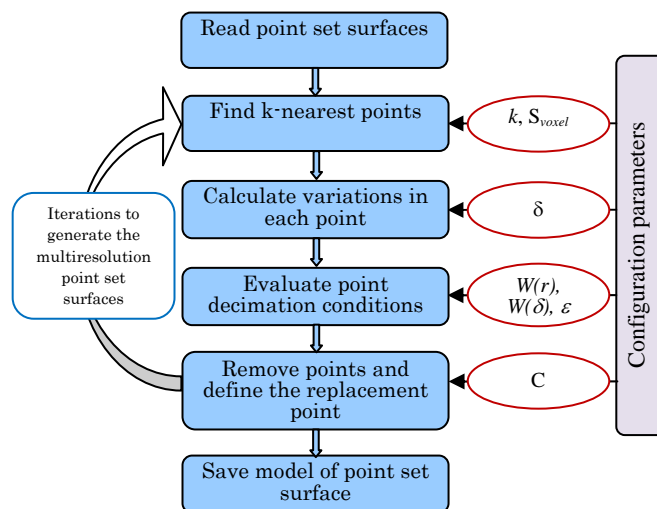 Read point set surfaces
Find k-nearest points
k, Svoxel
Calculate variations in
each point
δ
Iterations to
generate the
multiresolution
point set
surfaces
Evaluate point
decimation conditions
W(r),
W(δ), ε
Remove points and
define the replacement
point
C
Save model of point set
surface
Configuration parameters